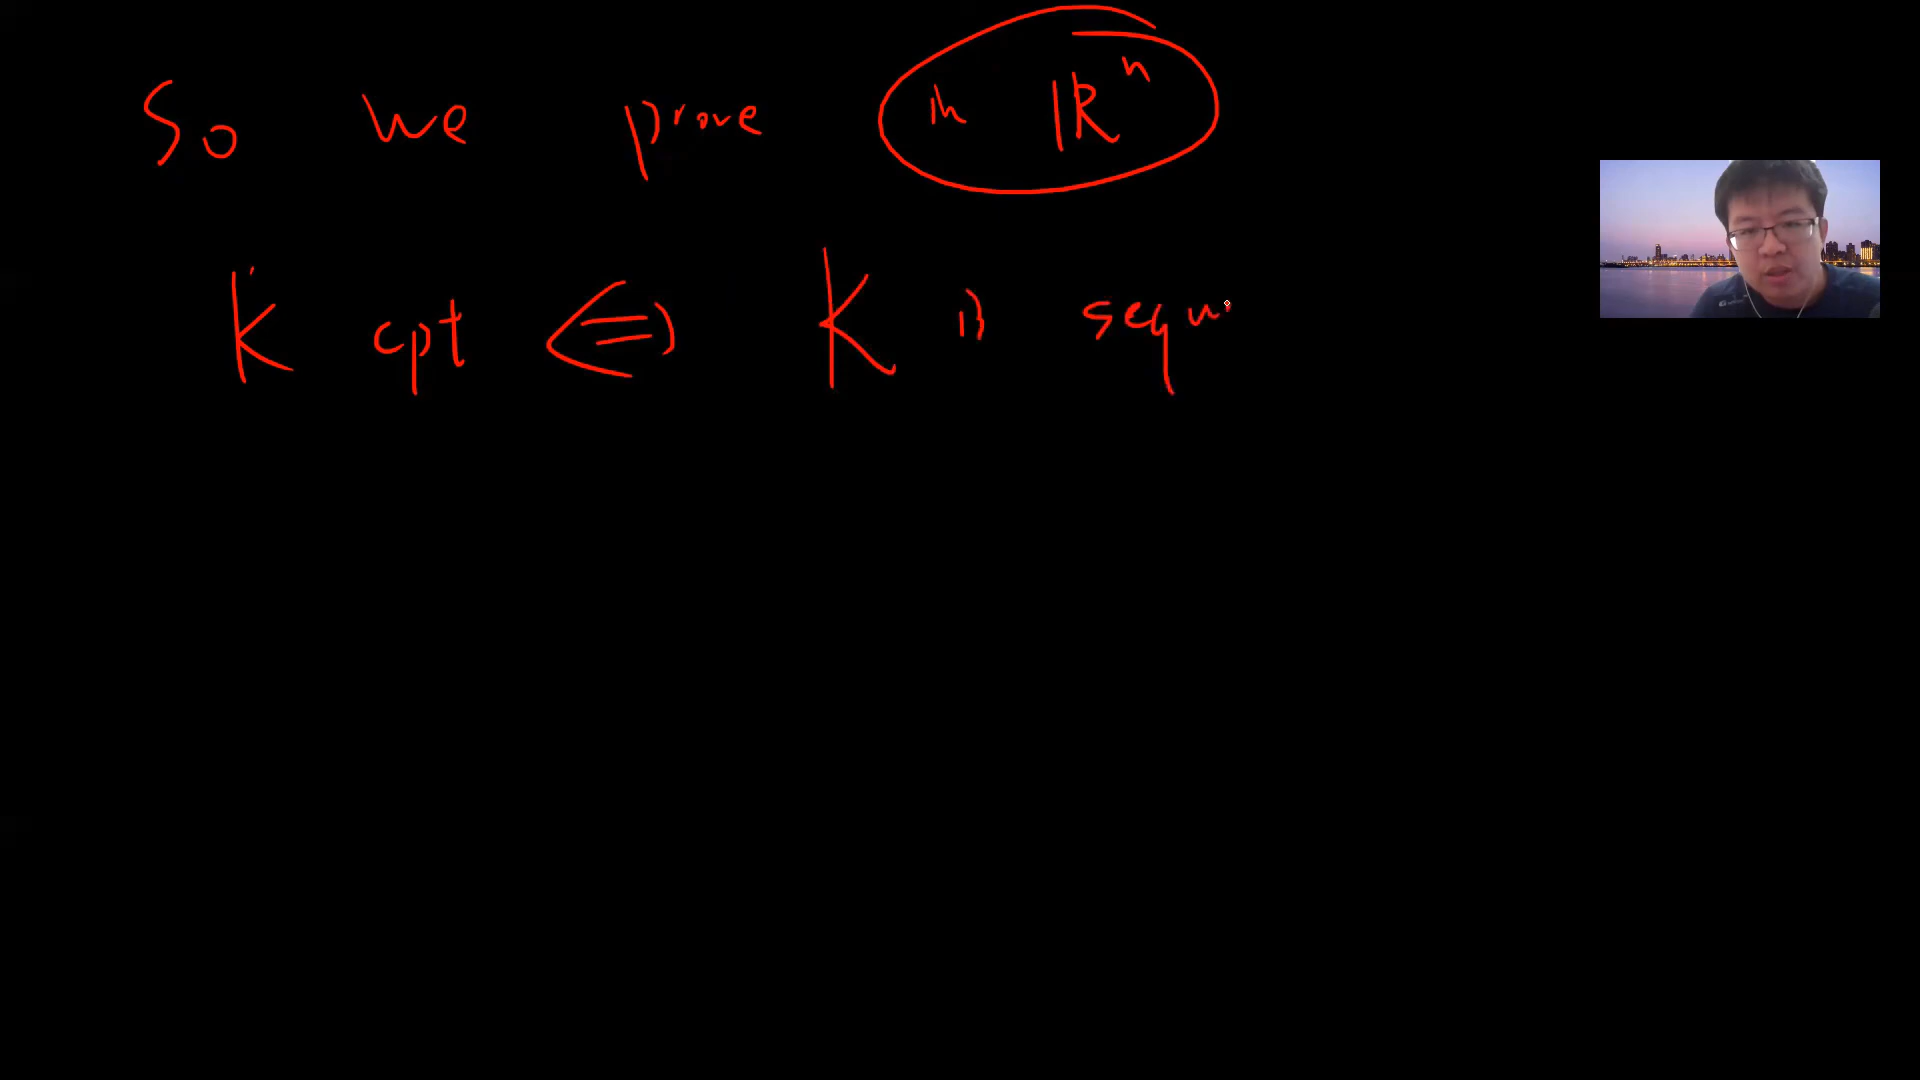 So we prove in ℝⁿ
K cpt ⇔ K is sequ